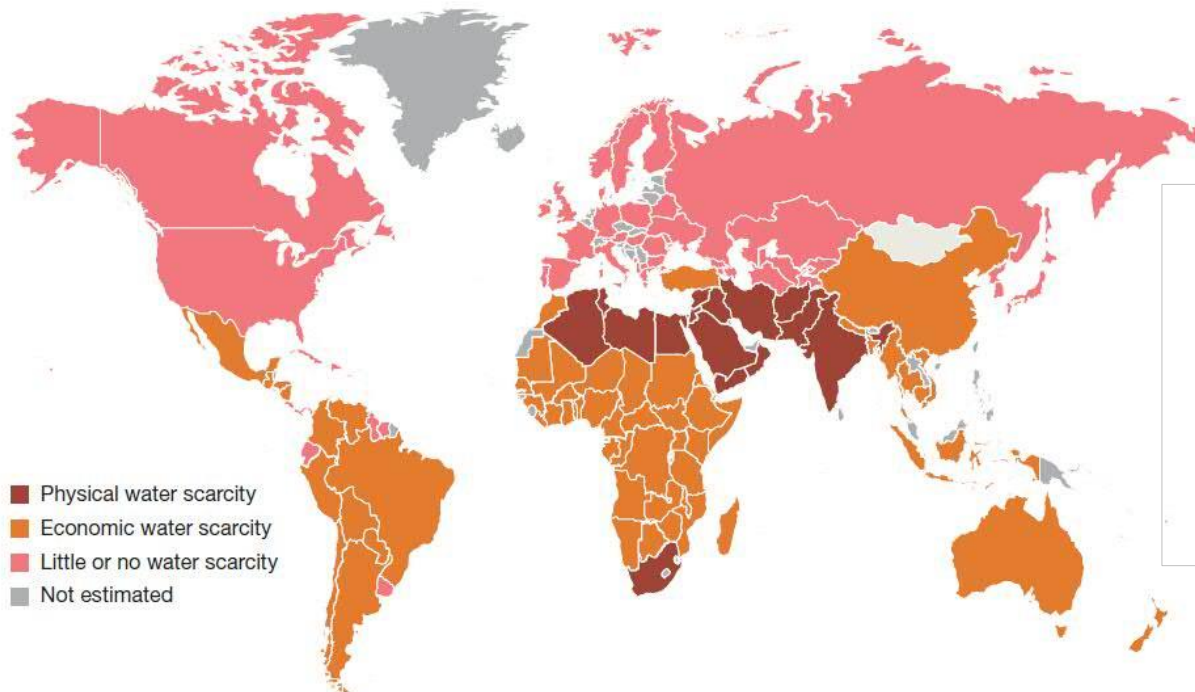 Physical water scarcity
Economic water scarcity
Little or no water scarcity
Not estimated